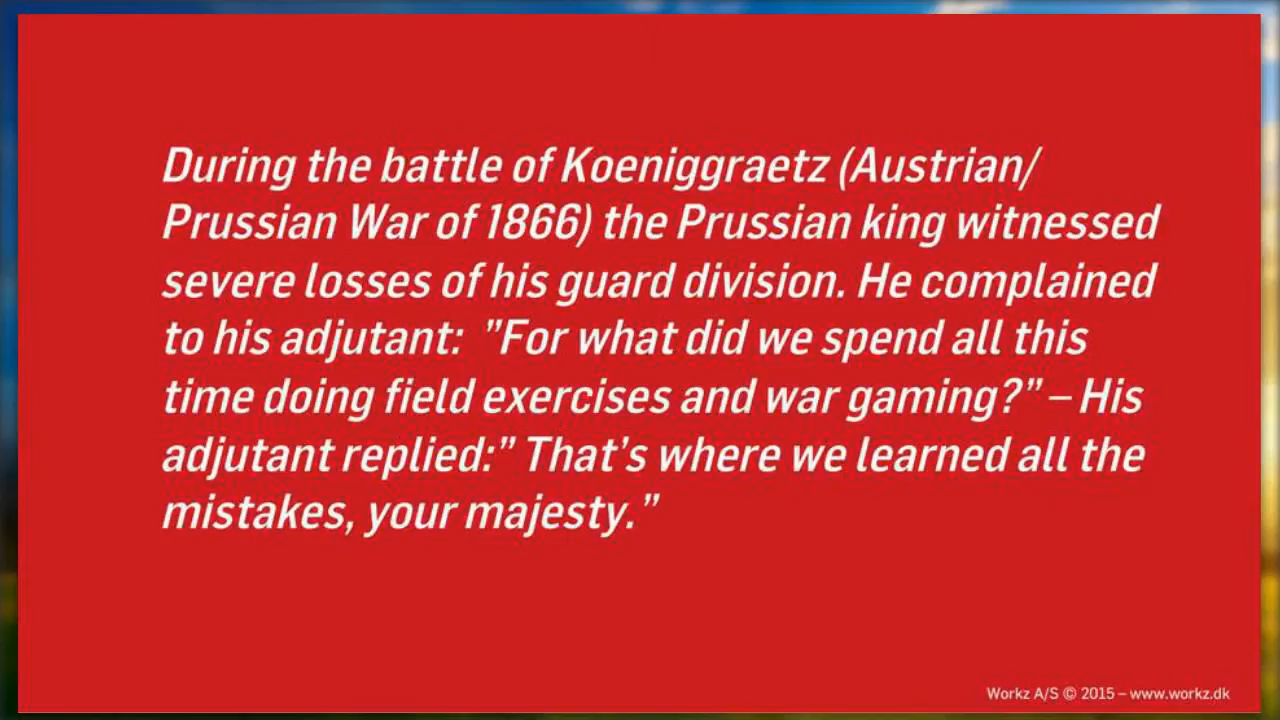 During the battle of Koeniggraetz (Austrian/
Prussian War of 1866) the Prussian king witnessed
severe losses of his guard division. He complained
to his adjutant:  ”For what did we spend all this
time doing field exercises and war gaming?” – His
adjutant replied:” That’s where we learned all the
mistakes, your majesty.”
Workz A/S © 2015 – www.workz.dk